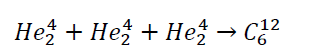 He₂⁴ + He₂⁴ + He₂⁴ → C₆¹²